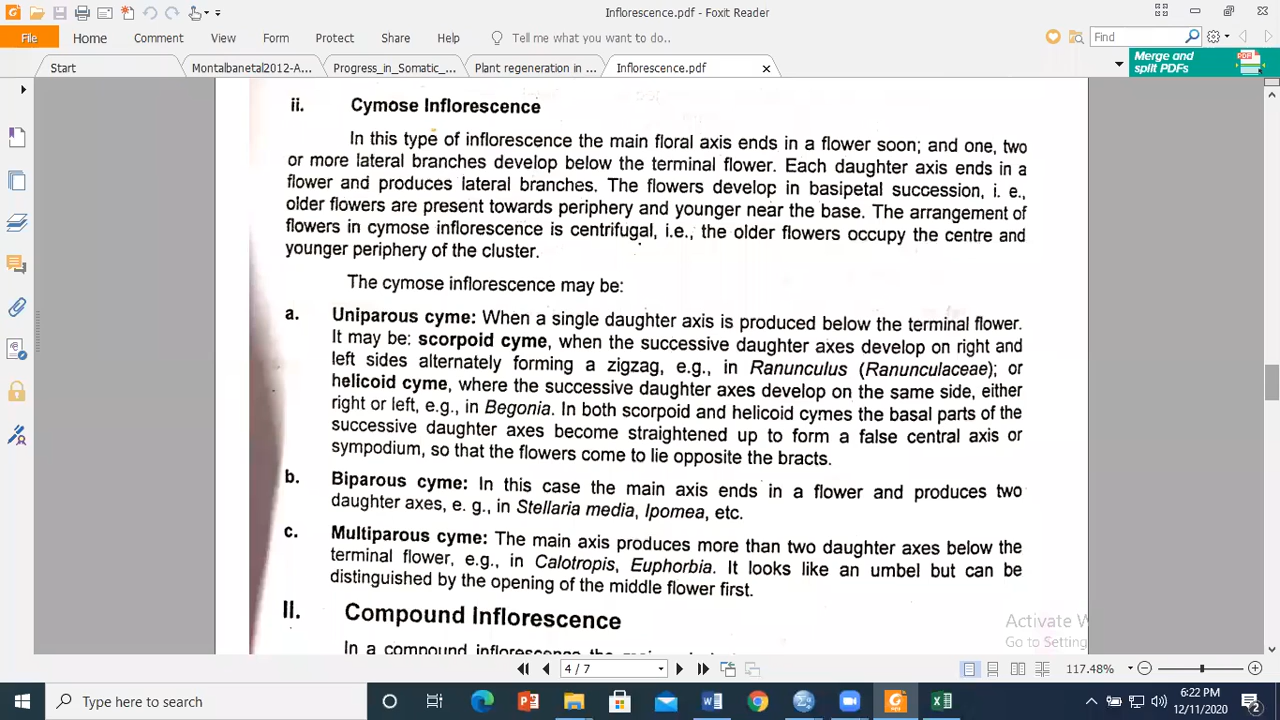 Inflorescence.pdf - Foxit Reader
File Home Comment View Form Protect Share Help Tell me what you want to do.. Find
Start Montalbanetal2012-A... Progress_in_Somatic_... Plant regeneration in ... Inflorescence.pdf
Merge and
split PDFs
ii. Cymose Inflorescence
In this type of inflorescence the main floral axis ends in a flower soon; and one, two
or more lateral branches develop below the terminal flower. Each daughter axis ends in a
flower and produces lateral branches. The flowers develop in basipetal succession, i. e.,
older flowers are present towards periphery and younger near the base. The arrangement of
flowers in cymose inflorescence is centrifugal, i.e., the older flowers occupy the centre and
younger periphery of the cluster.
The cymose inflorescence may be:
a. Uniparous cyme: When a single daughter axis is produced below the terminal flower.
It may be: scorpoid cyme, when the successive daughter axes develop on right and
left sides alternately forming a zigzag, e.g., in Ranunculus (Ranunculaceae); or
helicoid cyme, where the successive daughter axes develop on the same side, either
right or left, e.g., in Begonia. In both scorpoid and helicoid cymes the basal parts of the
successive daughter axes become straightened up to form a false central axis or
sympodium, so that the flowers come to lie opposite the bracts.
b. Biparous cyme: In this case the main axis ends in a flower and produces two
daughter axes, e. g., in Stellaria media, Ipomea, etc.
c. Multiparous cyme: The main axis produces more than two daughter axes below the
terminal flower, e.g., in Calotropis, Euphorbia. It looks like an umbel but can be
distinguished by the opening of the middle flower first.
II. Compound Inflorescence
In a compound inflorescence the
Activate W
Go to Setting
4 / 7 117.48%
Type here to search
6:22 PM
12/11/2020
2